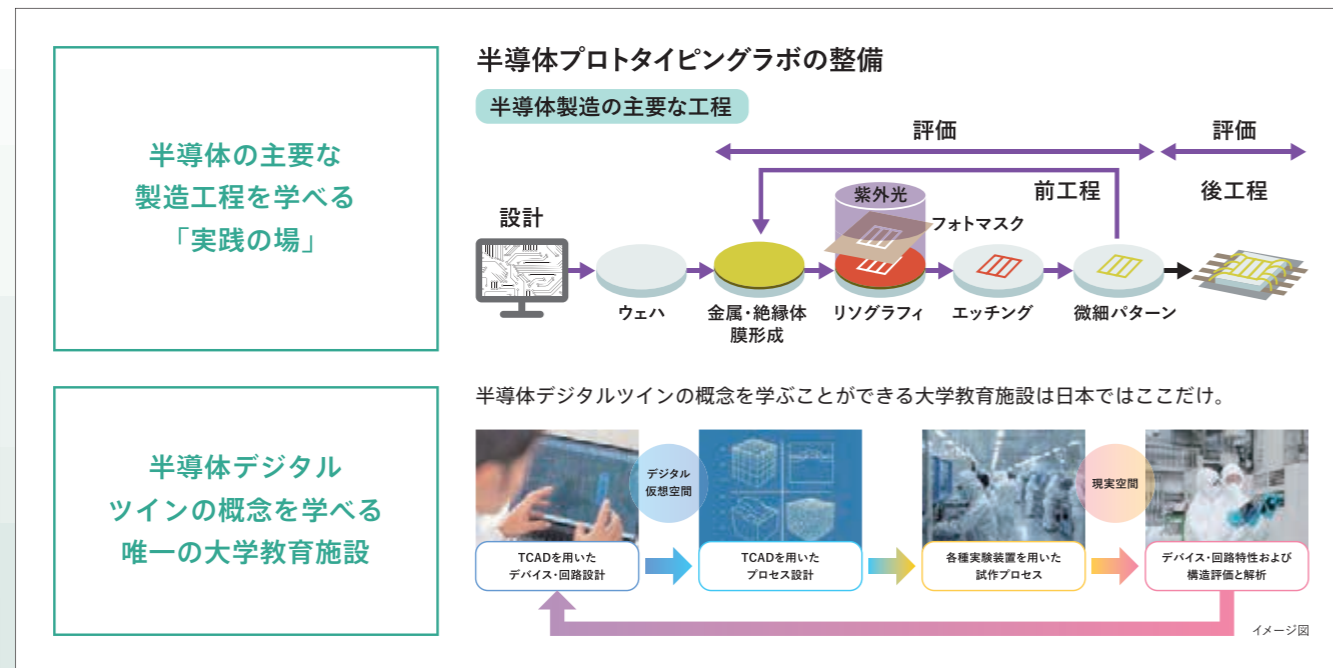 半導体の主要な
製造工程を学べる
「実践の場」
半導体プロトタイピングラボの整備
半導体製造の主要な工程
評価
評価
前工程
後工程
設計
紫外光
フォトマスク
ウェハ
金属・絶縁体
膜形成
リソグラフィ
エッチング
微細パターン
半導体デジタル
ツインの概念を学べる
唯一の大学教育施設
半導体デジタルツインの概念を学ぶことができる大学教育施設は日本ではここだけ。
デジタル
仮想空間
現実空間
TCADを用いた
デバイス・回路設計
TCADを用いた
プロセス設計
各種実験装置を用いた
試作プロセス
デバイス・回路特性および
構造評価と解析
イメージ図